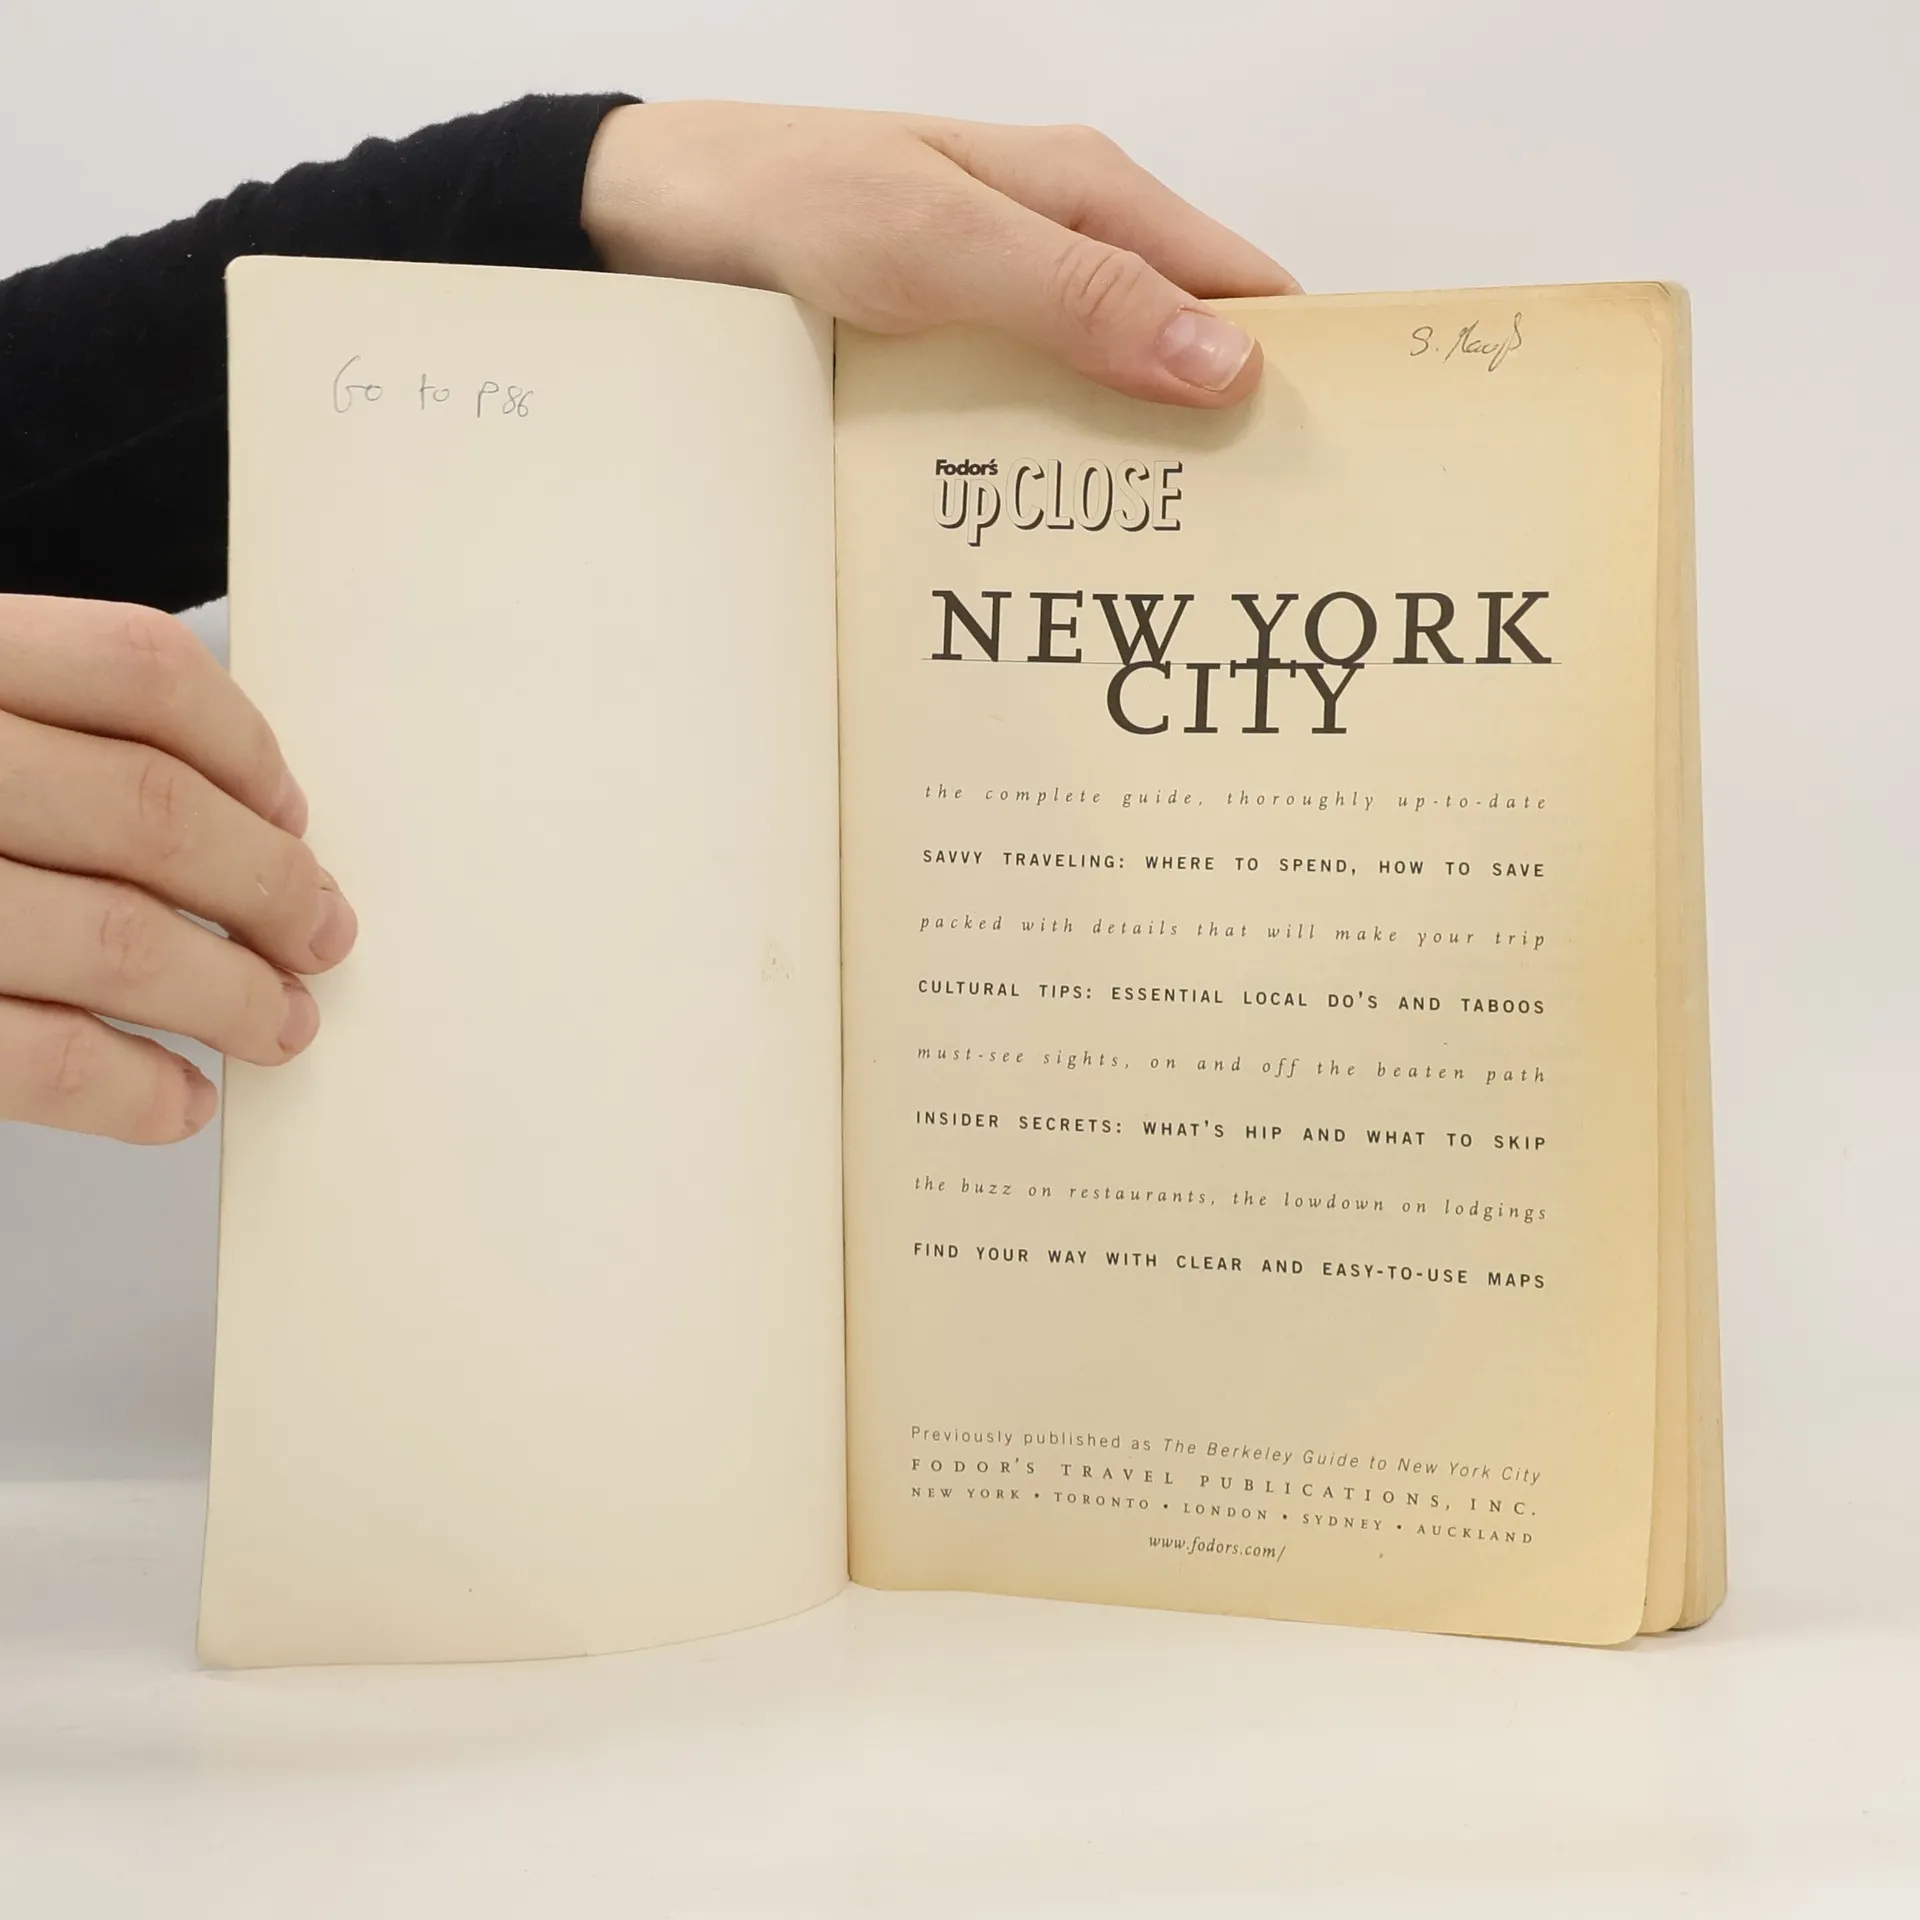 Go to P86
S.
Fodor's
upCLOSE
NEW YORK
CITY
the complete guide, thoroughly up-to-date
SAVVY TRAVELING: WHERE TO SPEND, HOW TO SAVE
packed with details that will make your trip
CULTURAL TIPS: ESSENTIAL LOCAL DO'S AND TABOOS
must-see sights, on and off the beaten path
INSIDER SECRETS: WHAT'S HIP AND WHAT TO SKIP
the buzz on restaurants, the lowdown on lodgings
FIND YOUR WAY WITH CLEAR AND EASY-TO-USE MAPS
Previously published as The Berkeley Guide to New York City
FODOR'S TRAVEL PUBLICATIONS, INC.
NEW YORK • TORONTO • LONDON • SYDNEY • AUCKLAND
www.fodors.com/